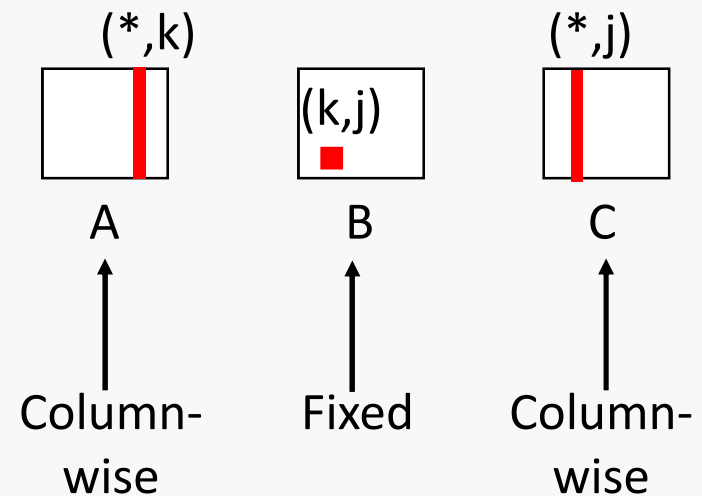 (*,k)
(*,j)
(k,j)
A
B
C
Column-
wise
Fixed
Column-
wise